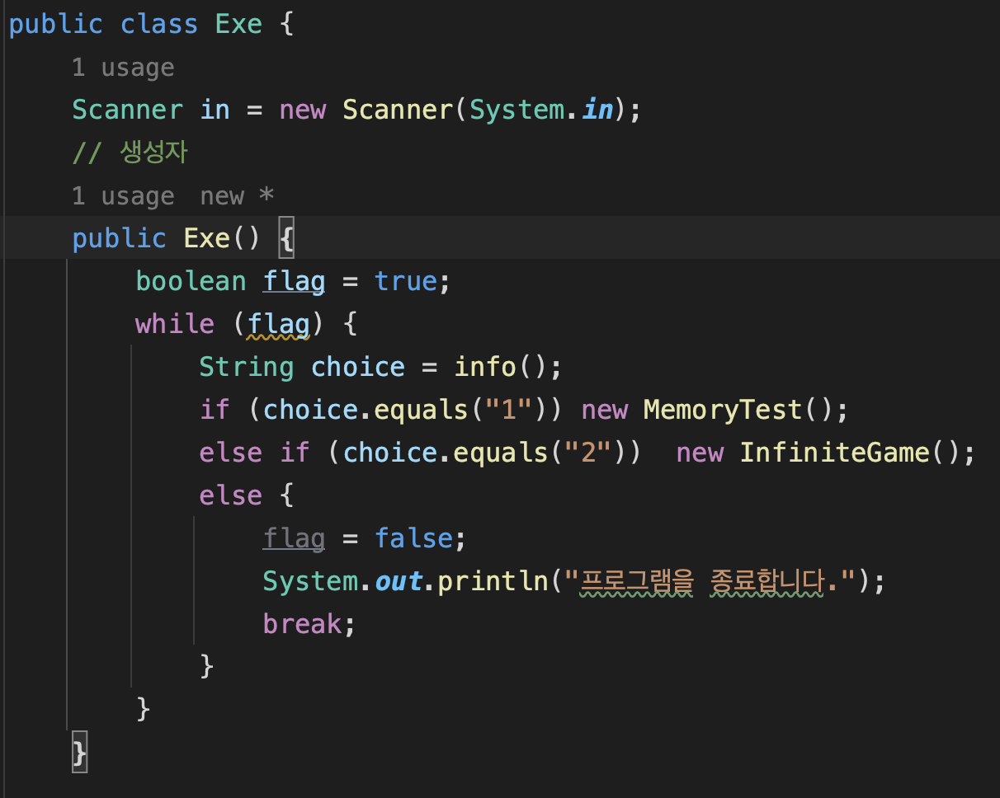 public class Exe {
1 usage
Scanner in = new Scanner(System.in);
// 생성자
1 usage new *
public Exe() {
boolean flag = true;
while (flag) {
String choice = info();
if (choice.equals("1")) new MemoryTest();
else if (choice.equals("2"))  new InfiniteGame();
else {
flag = false;
System.out.println("프로그램을 종료합니다.");
break;
}
}
}